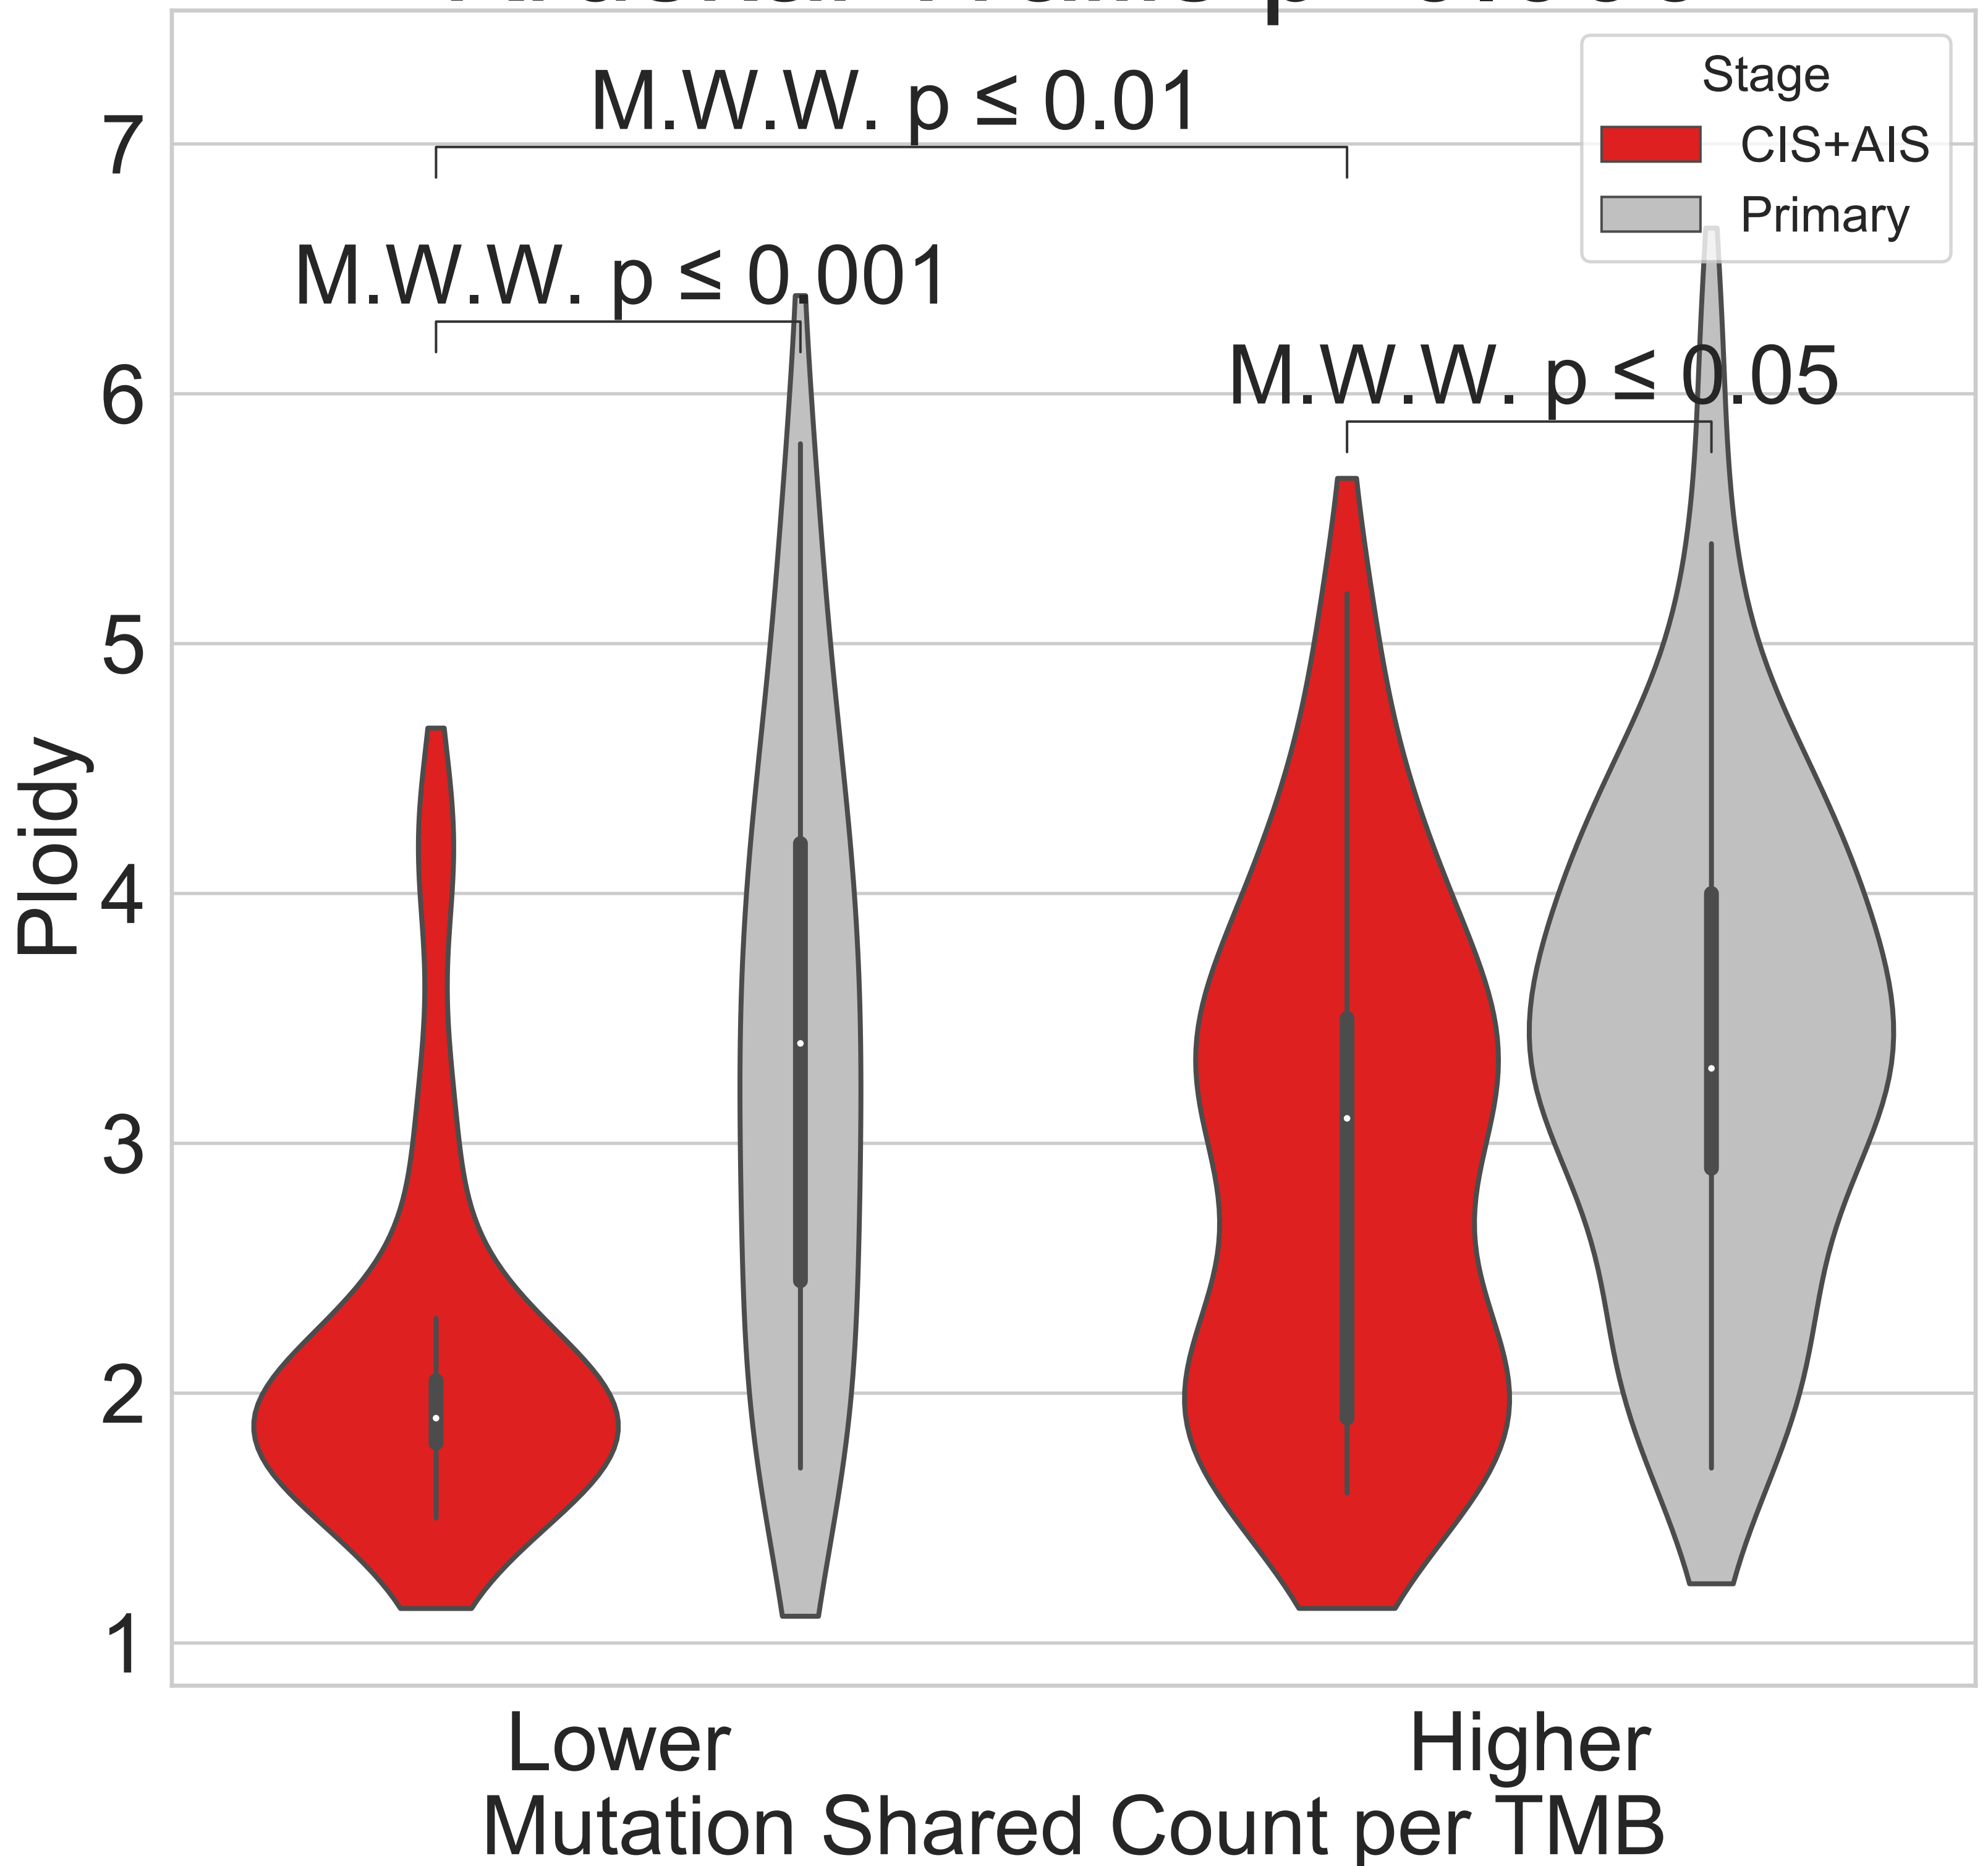 M.W.W. p ≤ 0.01
Stage
CIS+AIS
Primary
M.W.W. p ≤ 0.001
M.W.W. p ≤ 0.05
7
6
5
4
3
2
1
Ploidy
Lower
Higher
Mutation Shared Count per TMB